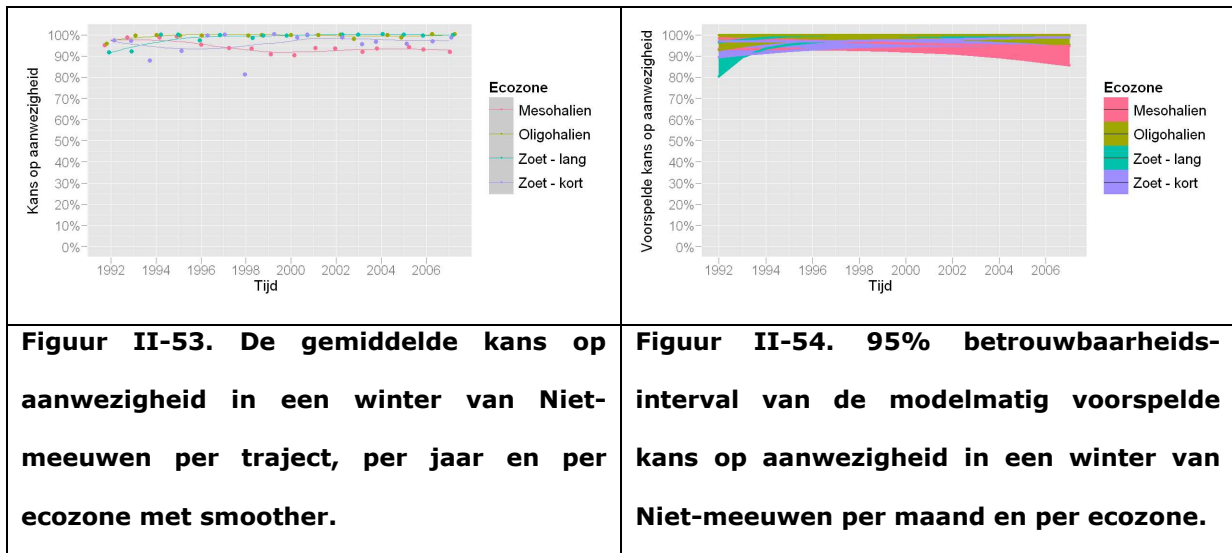 Kans op aanwezigheid
100%
90%
80%
70%
60%
50%
40%
30%
20%
10%
0%
1992 1994 1996 1998 2000 2002 2004 2006
Tijd
Ecozone
Mesohalien
Oligohalien
Zoet - lang
Zoet - kort
Voorspelde kans op aanwezigheid
100%
90%
80%
70%
60%
50%
40%
30%
20%
10%
0%
1992 1994 1996 1998 2000 2002 2004 2006
Tijd
Ecozone
Mesohalien
Oligohalien
Zoet - lang
Zoet - kort
Figuur II-53. De gemiddelde kans op
aanwezigheid in een winter van Niet-
meeuwen per traject, per jaar en per
ecozone met smoother.
Figuur II-54. 95% betrouwbaarheids-
interval van de modelmatig voorspelde
kans op aanwezigheid in een winter van
Niet-meeuwen per maand en per ecozone.